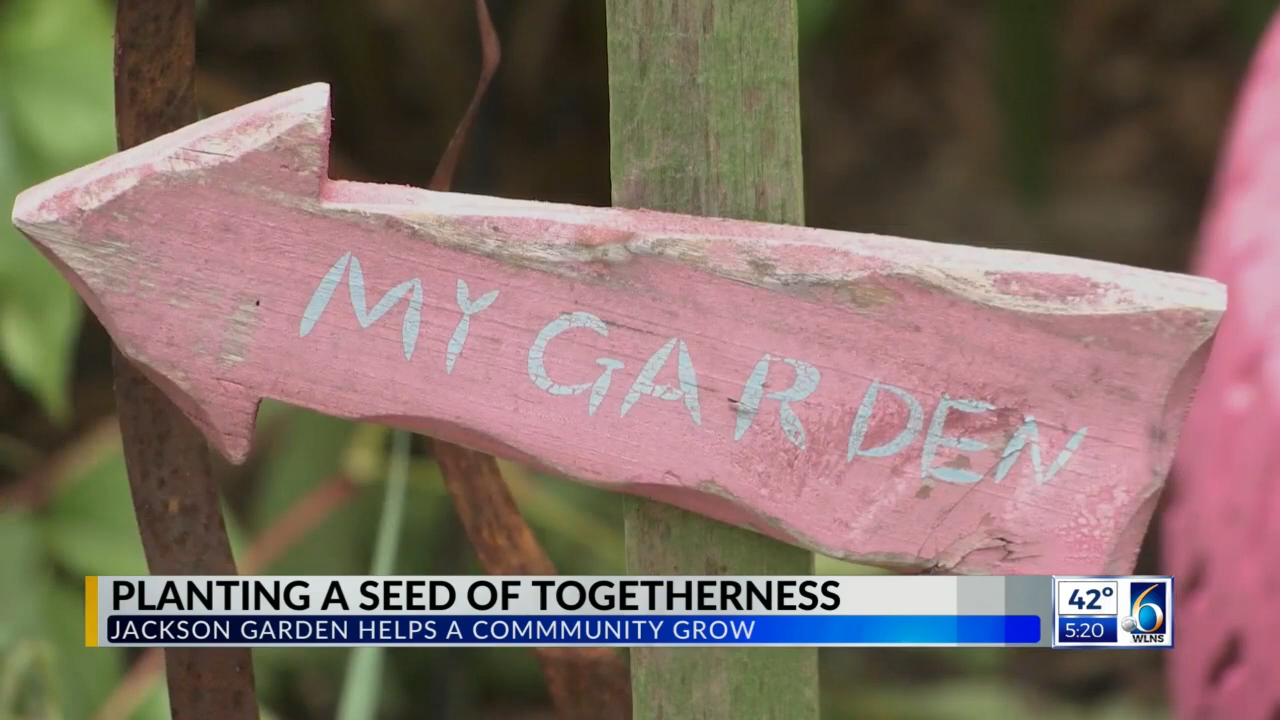 MY GARDEN
PLANTING A SEED OF TOGETHERNESS
JACKSON GARDEN HELPS A COMMMUNITY GROW
42°
5:20
6
WLNS